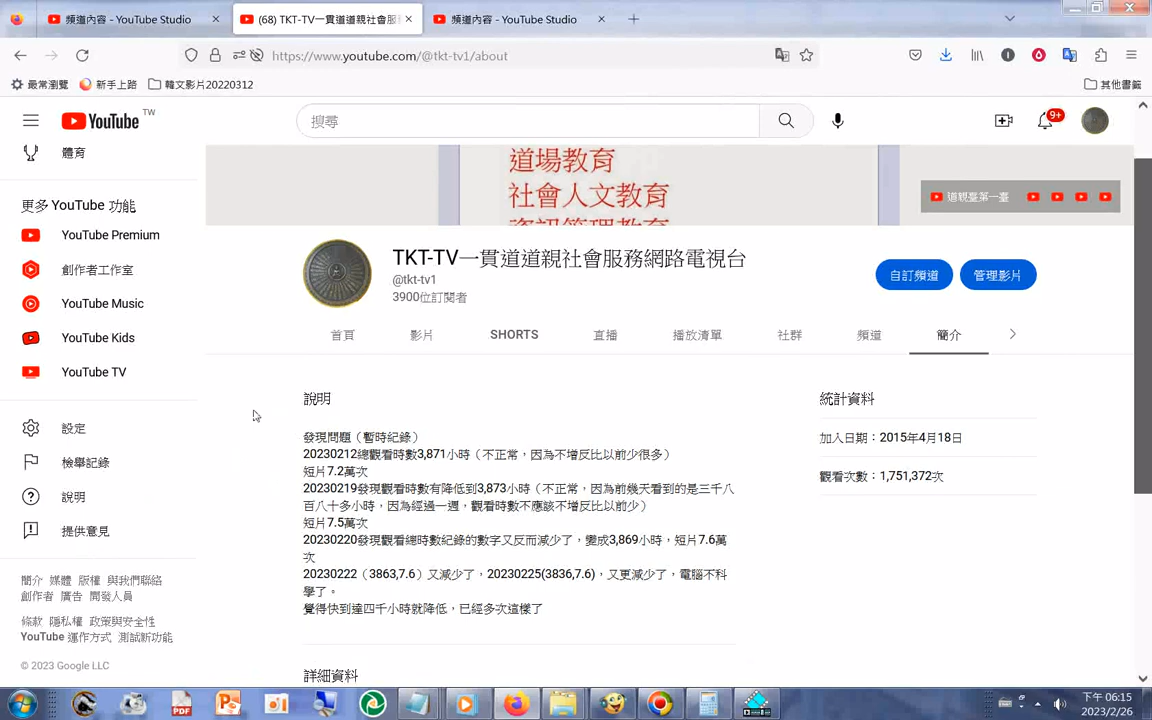 頻道內容 - YouTube Studio
(68) TKT-TV一貫道道親社會服
頻道內容 - YouTube Studio
https://www.youtube.com/@tkt-tv1/about
最常瀏覽
新手上路
韓文影片20220312
其他書籤
YouTube TW
搜尋
9+
體育
更多 YouTube 功能
YouTube Premium
創作者工作室
YouTube Music
YouTube Kids
YouTube TV
設定
檢舉記錄
說明
提供意見
簡介 媒體 版權 與我們聯絡
創作者 廣告 開發人員
條款 隱私權 政策與安全性
YouTube 運作方式 測試新功能
© 2023 Google LLC
道場教育
社會人文教育
資訊管理教育
道親臺第一臺
TKT-TV一貫道道親社會服務網路電視台
@tkt-tv1
3900位訂閱者
自訂頻道
管理影片
首頁
影片
SHORTS
直播
播放清單
社群
頻道
簡介
說明
發現問題（暫時紀錄）
20230212總觀看時數3,871小時（不正常，因為不增反比以前少很多）
短片7.2萬次
20230219發現觀看時數有降低到3,873小時（不正常，因為前幾天看到的是三千八
百八十多小時，因為經過一週，觀看時數不應該不增反比以前少）
短片7.5萬次
20230220發現觀看總時數紀錄的數字又反而減少了，變成3,869小時，短片7.6萬
次
20230222（3863,7.6）又減少了，20230225(3836,7.6)，又更減少了，電腦不科
學了。
覺得快到達四千小時就降低，已經多次這樣了
詳細資料
統計資料
加入日期：2015年4月18日
觀看次數：1,751,372次
PDF
下午 06:15
2023/2/26